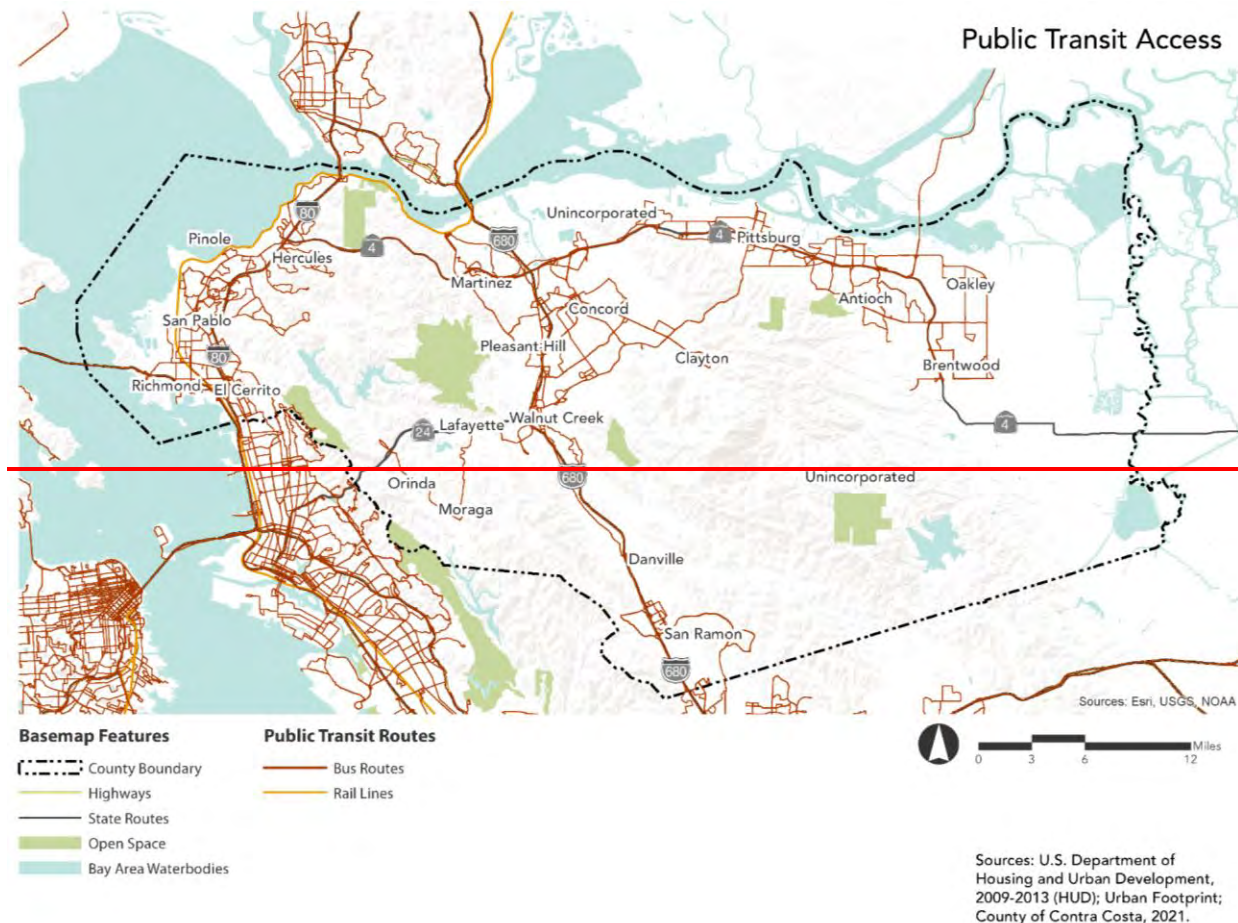 Public Transit Access
Unincorporated
80
Pinole
680
4
Pittsburg
Hercules
4
Martinez
Oakley
Antioch
Concord
San Pablo
Pleasant Hill
80
Clayton
Brentwood
Richmond
El Cerrito
Walnut Creek
4
24
Lafayette
680
Unincorporated
Orinda
Moraga
Danville
San Ramon
680
Sources: Esri, USGS, NOAA
Basemap Features
County Boundary
Highways
State Routes
Open Space
Bay Area Waterbodies
Public Transit Routes
Bus Routes
Rail Lines
Miles
0 3 6 12
Sources: U.S. Department of
Housing and Urban Development,
2009-2013 (HUD); Urban Footprint;
County of Contra Costa, 2021.